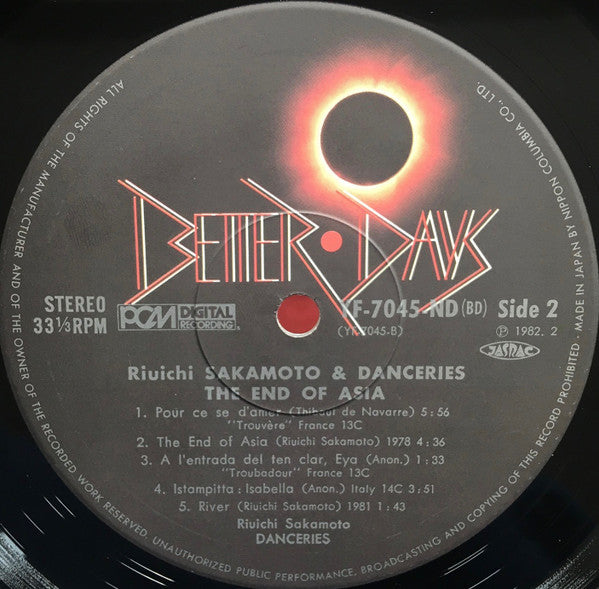 ALL RIGHTS OF THE MANUFACTURER AND OF THE OWNER OF THE RECORDED WORK RESERVED. UNAUTHORIZED PUBLIC PERFORMANCE, BROADCASTING AND COPYING OF THIS RECORD PROHIBITED · MADE IN JAPAN BY NIPPON COLUMBIA CO., LTD.
BETTER·DAYS
STEREO
33⅓RPM
PCM DIGITAL RECORDING
YF-7045-ND (BD) Side 2
(YF-7045-B)
Ⓟ 1982. 2
JASRAC
Riuichi SAKAMOTO & DANCERIES
THE END OF ASIA
1. Pour ce se d'amer (Thibaut de Navarre) 5:56
"Trouvère" France 13C
2. The End of Asia (Riuichi Sakamoto) 1978 4:36
3. A l'entrada del ten clar, Eya (Anon.) 1:33
"Troubadour" France 13C
4. Istampitta : Isabella (Anon.) Italy 14C 3:51
5. River (Riuichi Sakamoto) 1981 1:43
Riuichi Sakamoto
DANCERIES